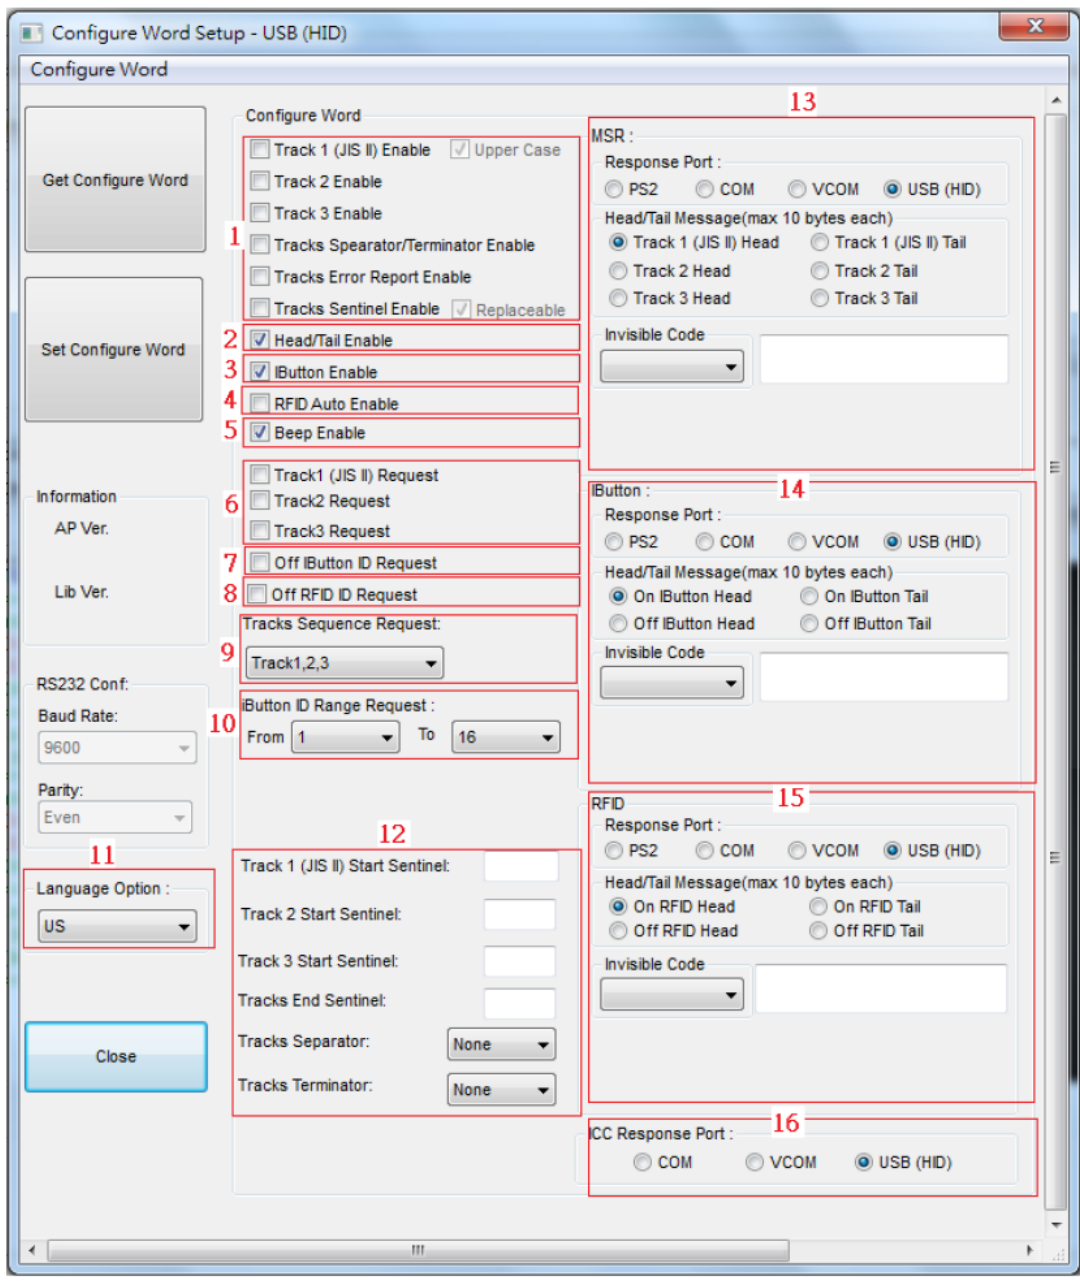 Configure Word Setup - USB (HID)
Configure Word
Get Configure Word
Set Configure Word
Information
AP Ver.
Lib Ver.
RS232 Conf:
Baud Rate:
9600
Parity:
Even
11
Language Option :
US
Close
Configure Word
1
Track 1 (JIS II) Enable Upper Case
Track 2 Enable
Track 3 Enable
Tracks Spearator/Terminator Enable
Tracks Error Report Enable
Tracks Sentinel Enable Replaceable
2 Head/Tail Enable
3 IButton Enable
4 RFID Auto Enable
5 Beep Enable
6
Track1 (JIS II) Request
Track2 Request
Track3 Request
7 Off IButton ID Request
8 Off RFID ID Request
9
Tracks Sequence Request:
Track1,2,3
10
iButton ID Range Request :
From 1 To 16
12
Track 1 (JIS II) Start Sentinel:
Track 2 Start Sentinel:
Track 3 Start Sentinel:
Tracks End Sentinel:
Tracks Separator: None
Tracks Terminator: None
13
MSR :
Response Port :
PS2 COM VCOM USB (HID)
Head/Tail Message(max 10 bytes each)
Track 1 (JIS II) Head Track 1 (JIS II) Tail
Track 2 Head Track 2 Tail
Track 3 Head Track 3 Tail
Invisible Code
14
IButton :
Response Port :
PS2 COM VCOM USB (HID)
Head/Tail Message(max 10 bytes each)
On IButton Head On IButton Tail
Off IButton Head Off IButton Tail
Invisible Code
15
RFID
Response Port :
PS2 COM VCOM USB (HID)
Head/Tail Message(max 10 bytes each)
On RFID Head On RFID Tail
Off RFID Head Off RFID Tail
Invisible Code
16
ICC Response Port :
COM VCOM USB (HID)